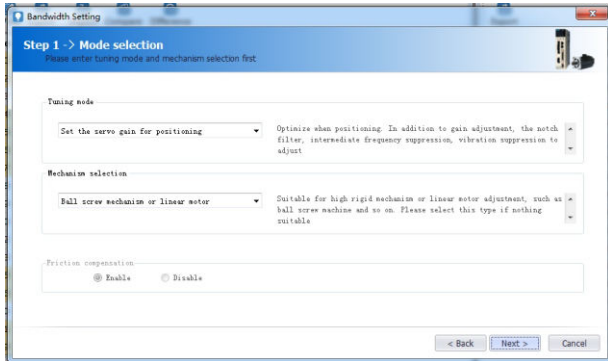 Bandwidth Setting
Compare Difference
Export
Step 1 -> Mode selection
Please enter tuning mode and mechanism selection first
Tuning mode
Set the servo gain for positioning
Optimize when positioning. In addition to gain adjustment, the notch
filter, intermediate frequency suppression, vibration suppression to
adjust
Mechanism selection
Ball screw mechanism or linear motor
Suitable for high rigid mechanism or linear motor adjustment, such as
ball screw machine and so on. Please select this type if nothing
suitable
Friction compensation
Enable Disable
< Back Next > Cancel